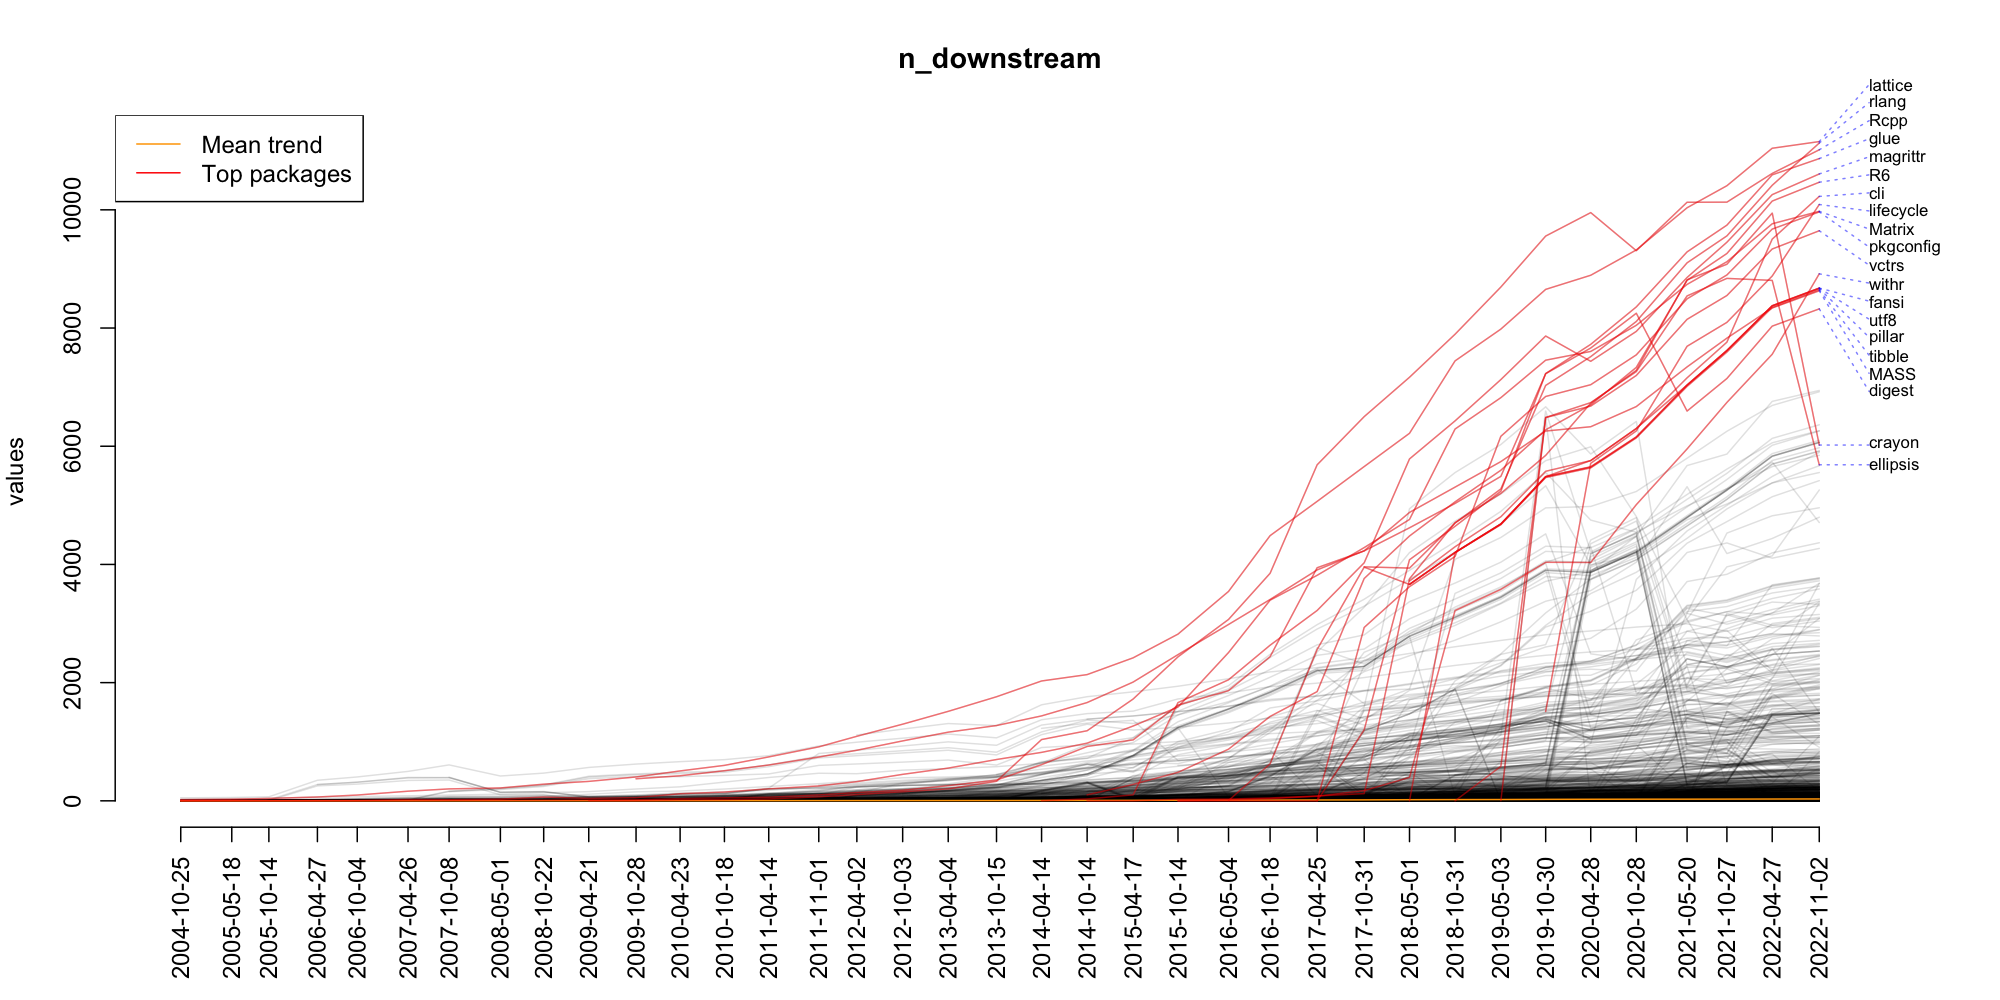 n_downstream
Mean trend
Top packages
values
0
2000
4000
6000
8000
10000
lattice
rlang
Rcpp
glue
magrittr
R6
cli
lifecycle
Matrix
pkgconfig
vctrs
withr
fansi
utf8
pillar
tibble
MASS
digest
crayon
ellipsis
2004-10-25
2005-05-18
2005-10-14
2006-04-27
2006-10-04
2007-04-26
2007-10-08
2008-05-01
2008-10-22
2009-04-21
2009-10-28
2010-04-23
2010-10-18
2011-04-14
2011-11-01
2012-04-02
2012-10-03
2013-04-04
2013-10-15
2014-04-14
2014-10-14
2015-04-17
2015-10-14
2016-05-04
2016-10-18
2017-04-25
2017-10-31
2018-05-01
2018-10-31
2019-05-03
2019-10-30
2020-04-28
2020-10-28
2021-05-20
2021-10-27
2022-04-27
2022-11-02